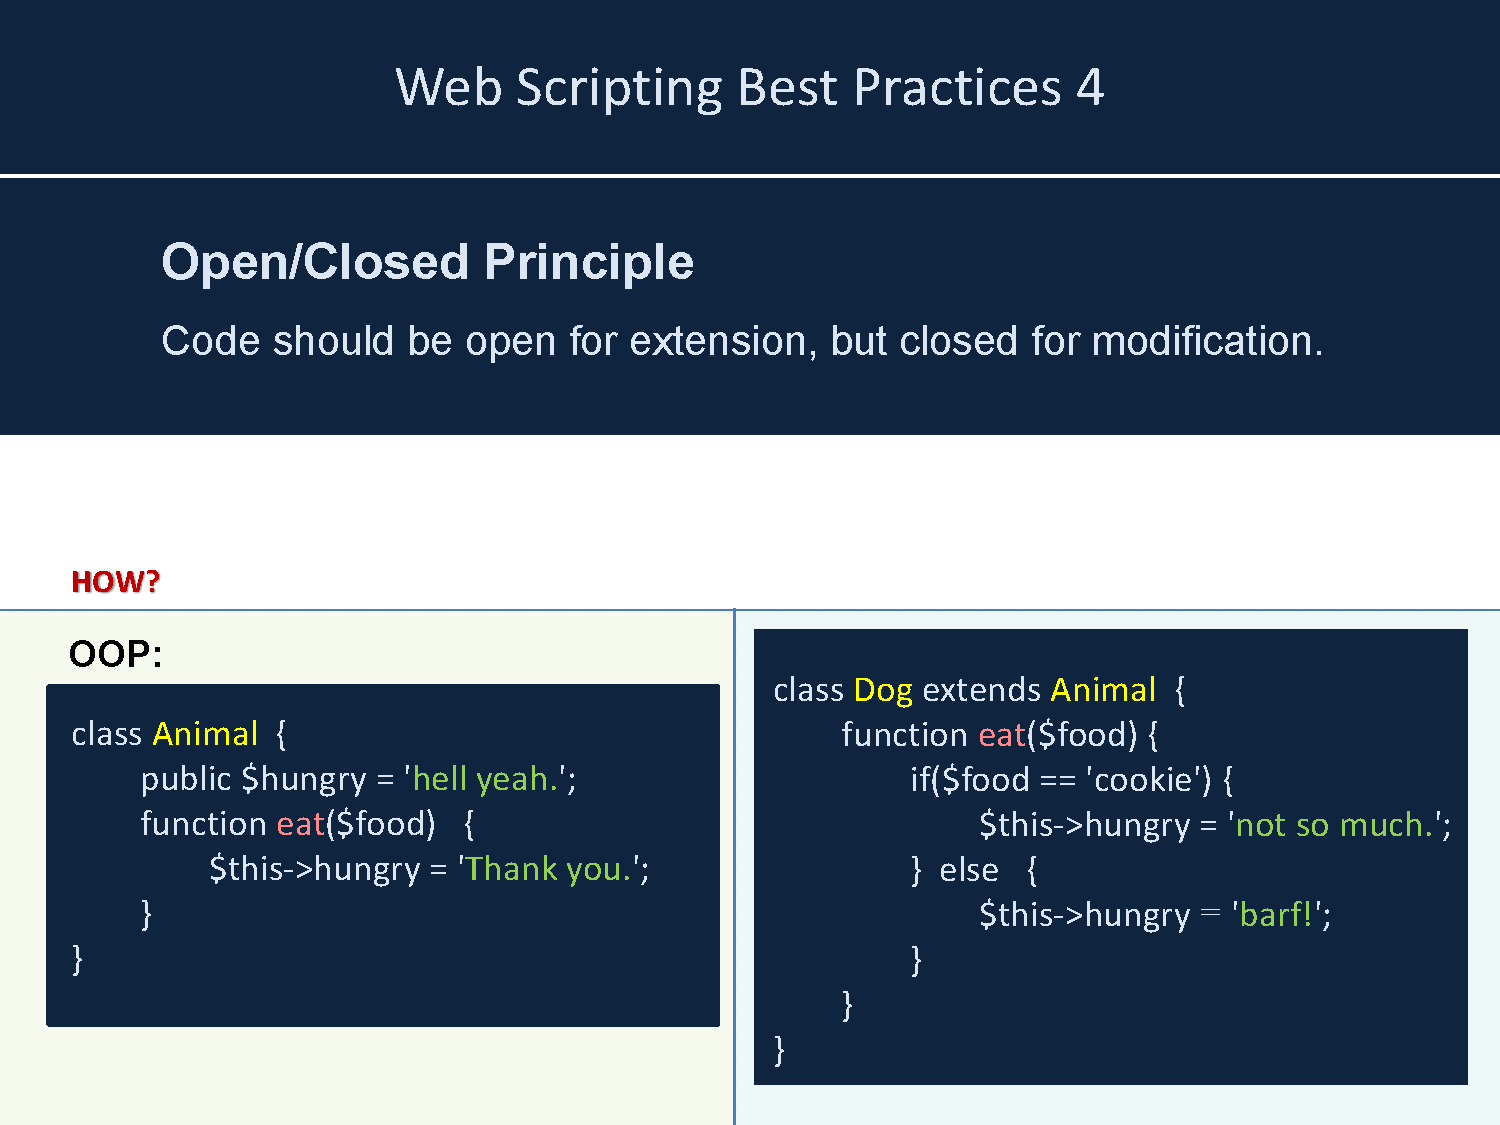 Web Scripting Best Practices 4
Open/Closed Principle
Code should be open for extension, but closed for modification.
HOW?
OOP:
class Animal {
public $hungry = 'hell yeah.';
function eat($food) {
$this->hungry = 'Thank you.';
}
}
class Dog extends Animal {
function eat($food) {
if($food == 'cookie') {
$this->hungry = 'not so much.';
} else {
$this->hungry = 'barf!';
}
}
}